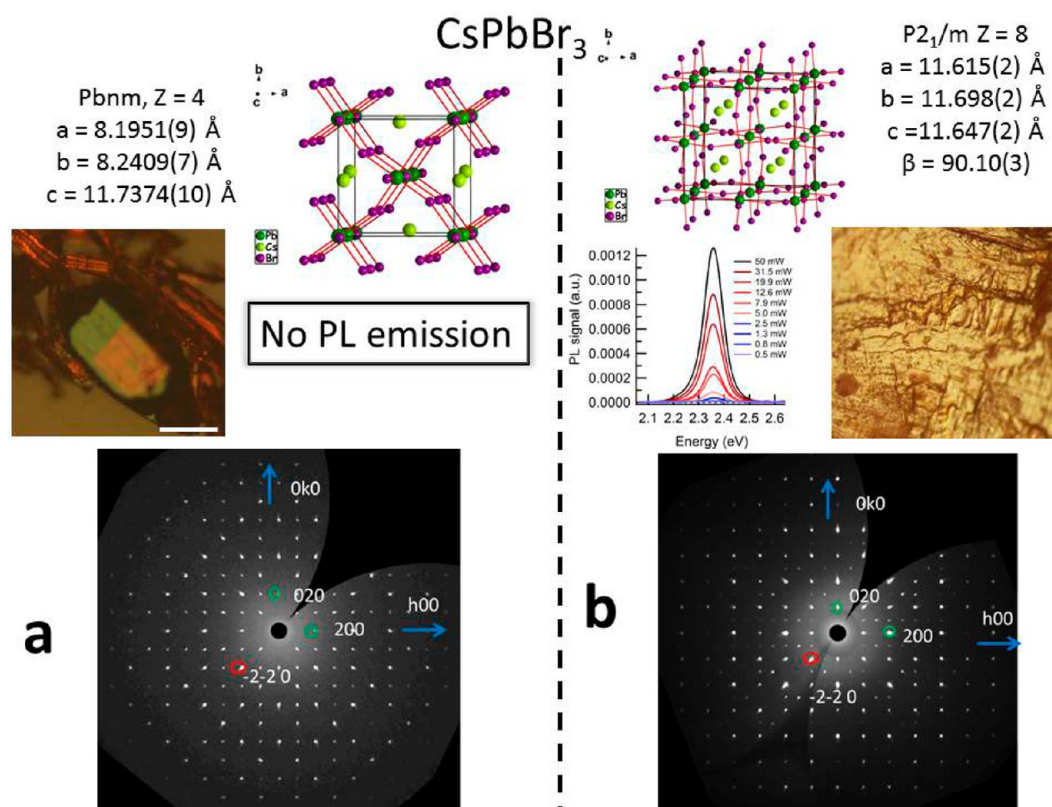 CsPbBr3
Pbnm, Z = 4
a = 8.1951(9) Å
b = 8.2409(7) Å
c = 11.7374(10) Å
b
c
a
Pb
Cs
Br
No PL emission
b
c
a
Pb
Cs
Br
P21/m Z = 8
a = 11.615(2) Å
b = 11.698(2) Å
c =11.647(2) Å
β = 90.10(3)
PL signal (a.u.)
0.0012
0.0010
0.0008
0.0006
0.0004
0.0002
0.0000
50 mW
31.5 mW
19.9 mW
12.6 mW
7.9 mW
5.0 mW
2.5 mW
1.3 mW
0.8 mW
0.5 mW
2.1 2.2 2.3 2.4 2.5 2.6
Energy (eV)
a
0k0
020
h00
200
-2-2 0
b
0k0
020
h00
200
-2-2 0